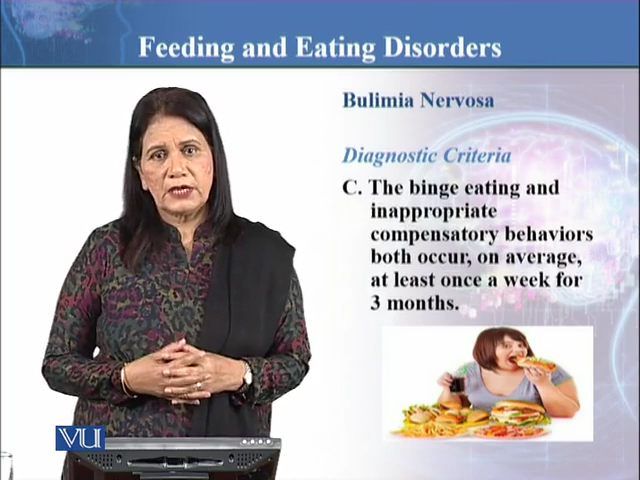 Feeding and Eating Disorders
Bulimia Nervosa
Diagnostic Criteria
C. The binge eating and
inappropriate
compensatory behaviors
both occur, on average,
at least once a week for
3 months.
VU